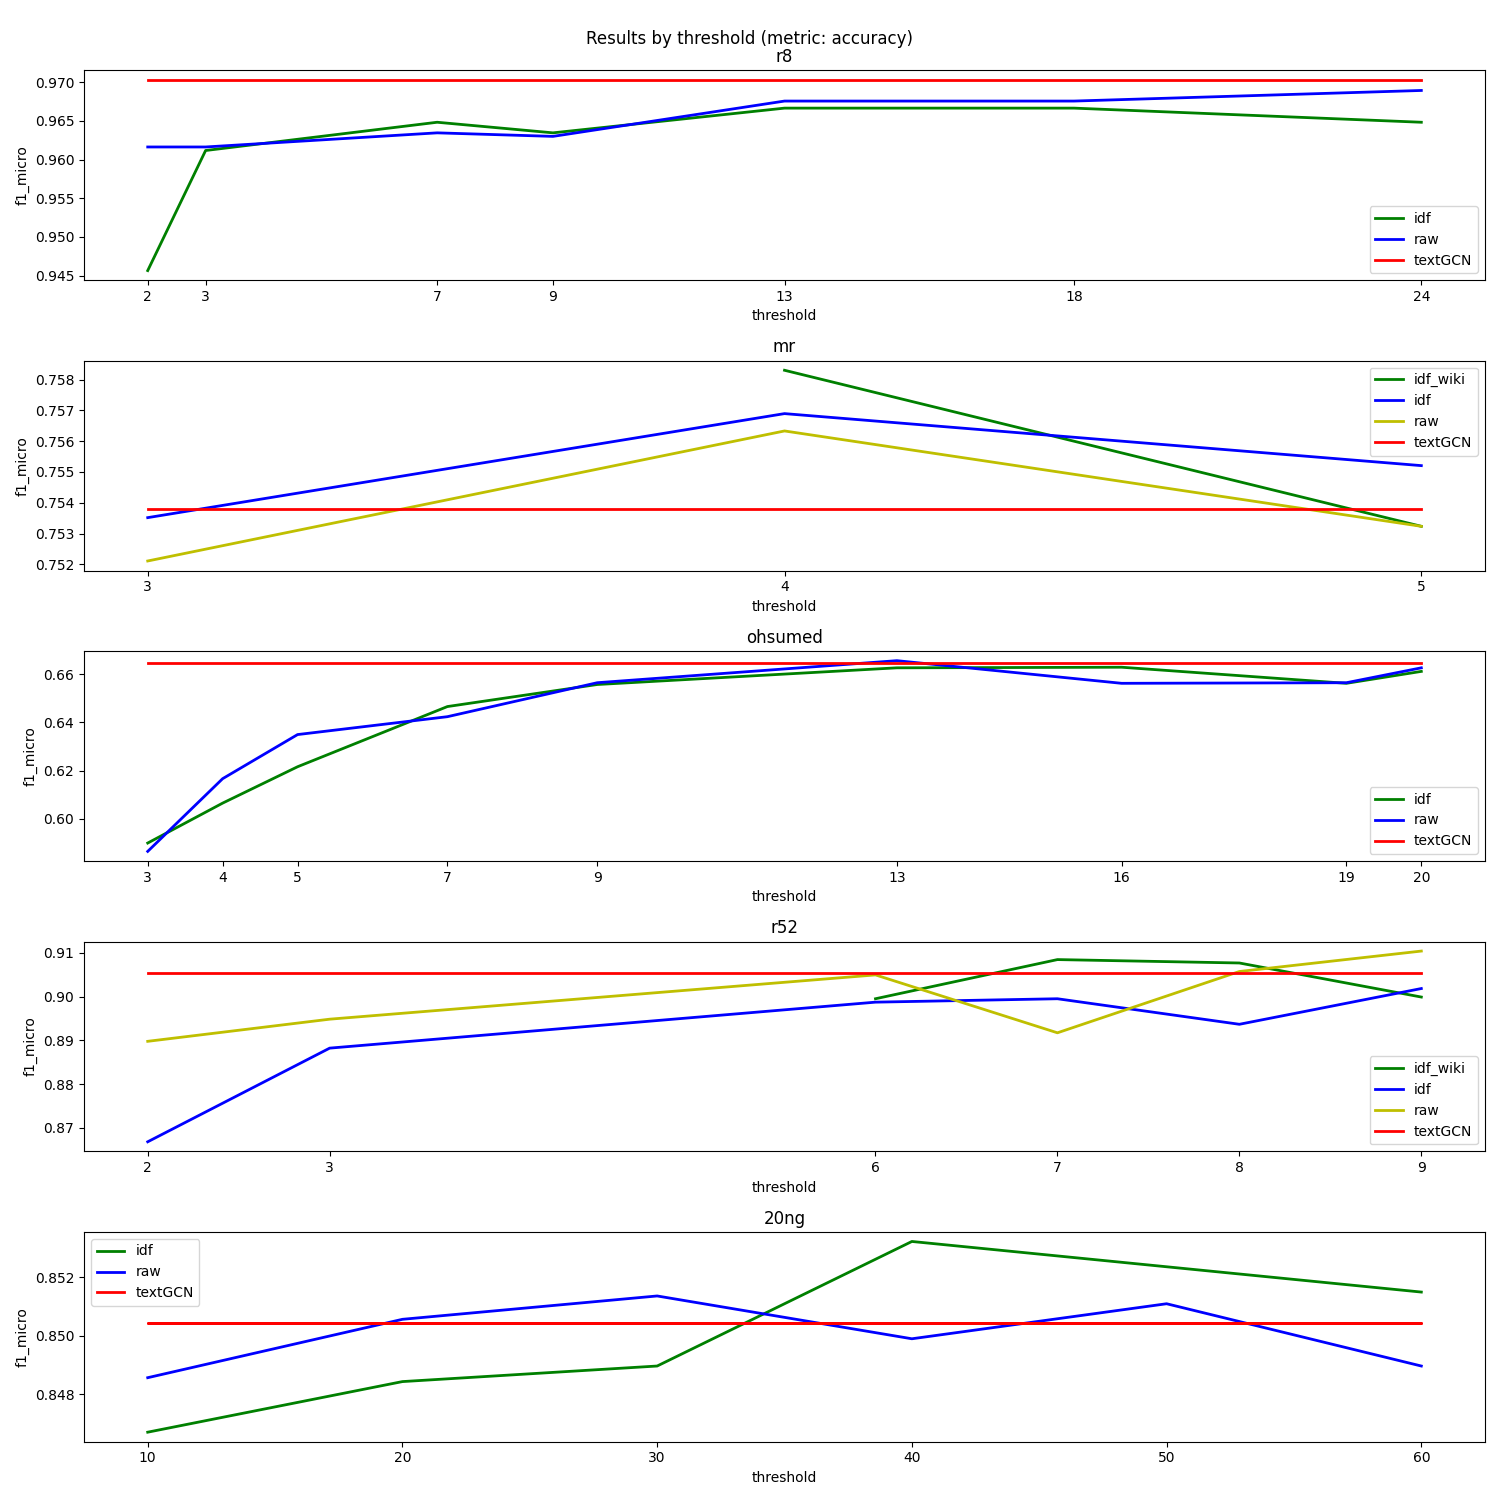 Results by threshold (metric: accuracy)
r8
0.970
0.965
0.960
0.955
0.950
0.945
f1_micro
idf
raw
textGCN
2 3 7 9 13 18 24
threshold
mr
0.758
0.757
0.756
0.755
0.754
0.753
0.752
f1_micro
idf_wiki
idf
raw
textGCN
3 4 5
threshold
ohsumed
0.66
0.64
0.62
0.60
f1_micro
idf
raw
textGCN
3 4 5 7 9 13 16 19 20
threshold
r52
0.91
0.90
0.89
0.88
0.87
f1_micro
idf_wiki
idf
raw
textGCN
2 3 6 7 8 9
threshold
20ng
idf
raw
textGCN
0.852
0.850
0.848
f1_micro
10 20 30 40 50 60
threshold